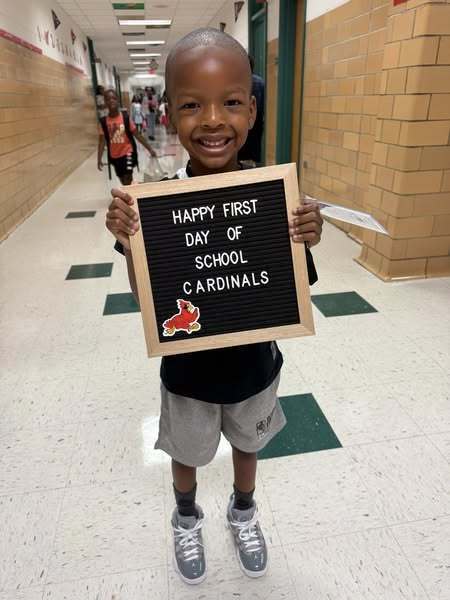 HAPPY FIRST
DAY OF
SCHOOL
CARDINALS